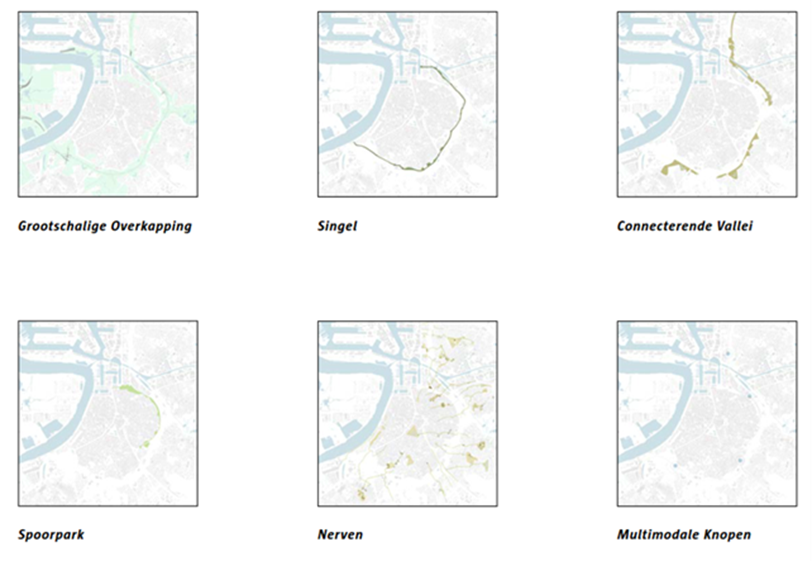 Grootschalige Overkapping
Singel
Connecterende Vallei
Spoorpark
Nerven
Multimodale Knopen